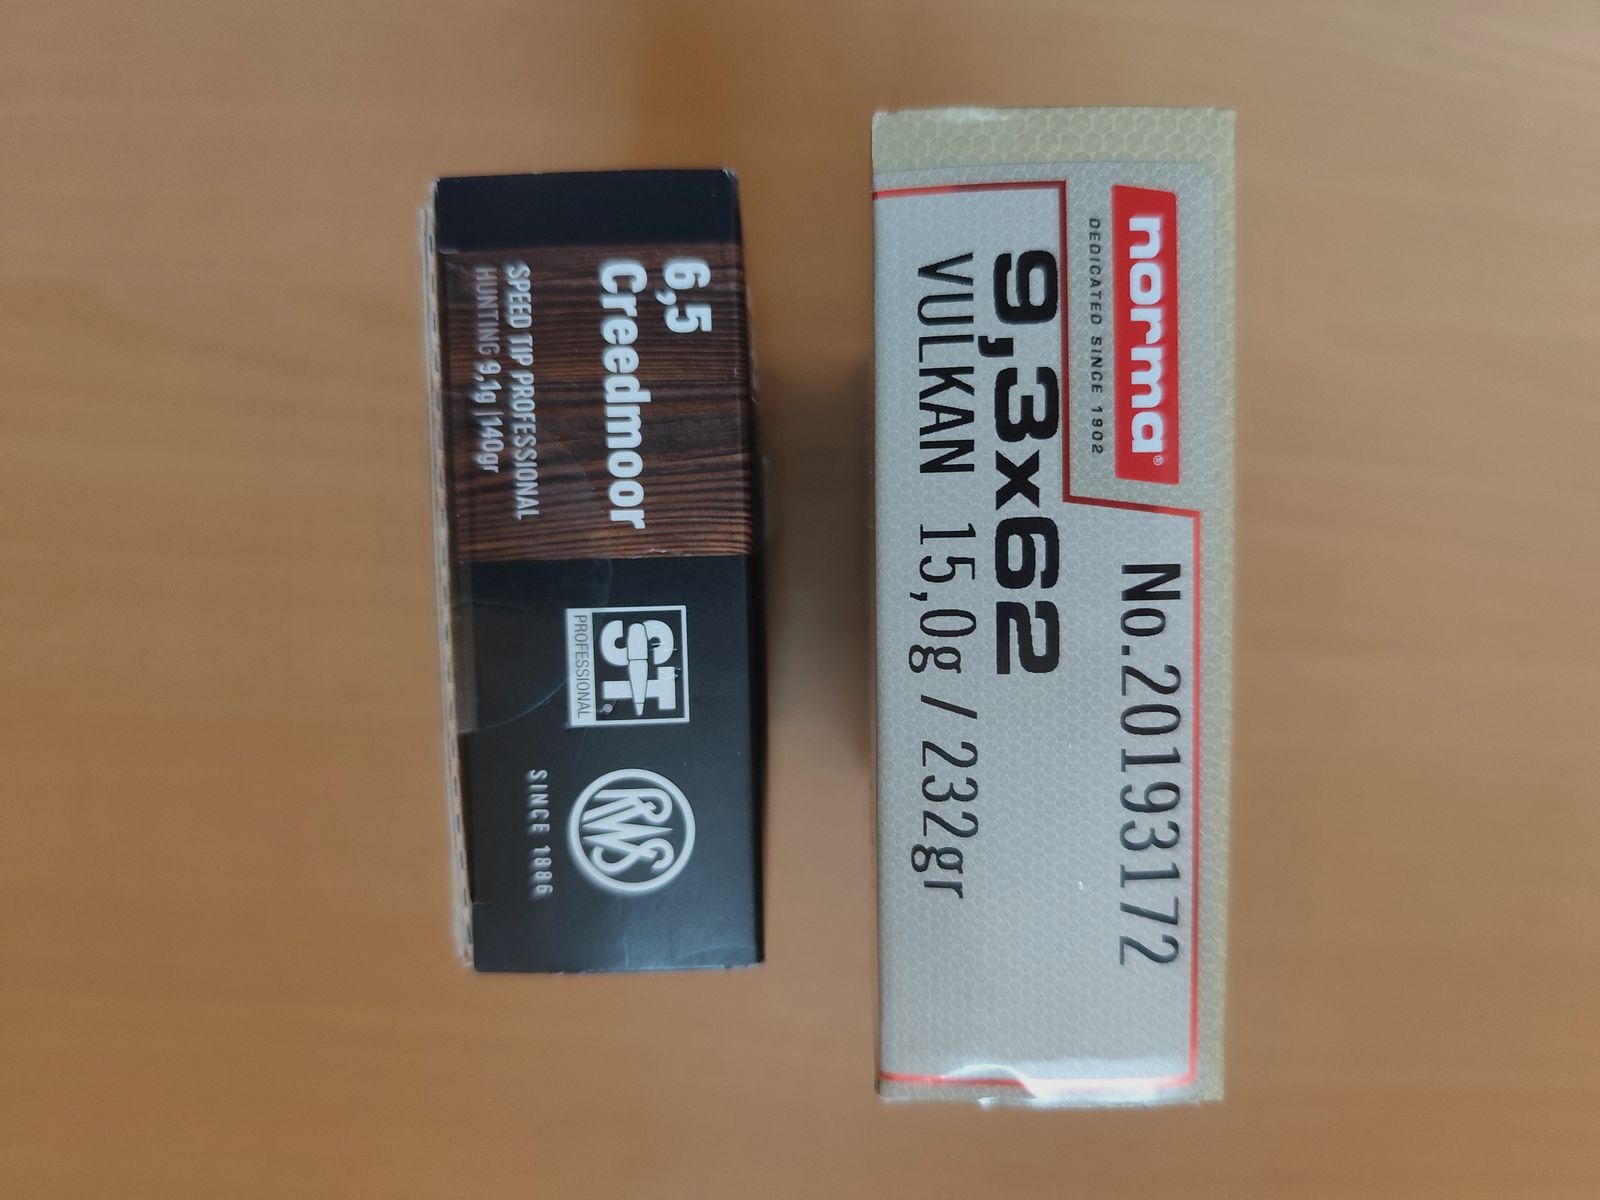 6,5
Creedmoor
SPEED TIP PROFESSIONAL
HUNTING 9,1g | 140gr
ST
PROFESSIONAL
RWS
SINCE 1886
norma®
DEDICATED SINCE 1902
No.20193172
9,3x62
VULKAN 15,0g / 232gr